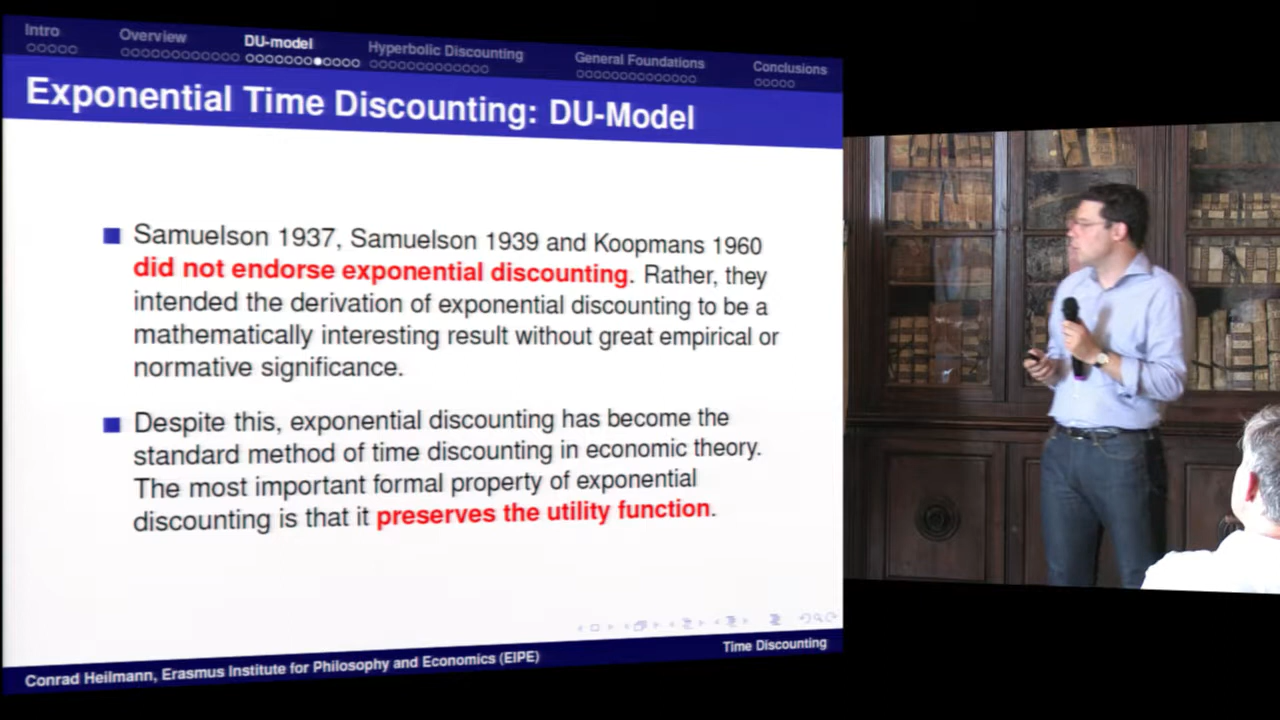 Intro
Overview
DU-model
Hyperbolic Discounting
General Foundations
Conclusions
Exponential Time Discounting: DU-Model
Samuelson 1937, Samuelson 1939 and Koopmans 1960
did not endorse exponential discounting. Rather, they
intended the derivation of exponential discounting to be a
mathematically interesting result without great empirical or
normative significance.
Despite this, exponential discounting has become the
standard method of time discounting in economic theory.
The most important formal property of exponential
discounting is that it preserves the utility function.
Conrad Heilmann, Erasmus Institute for Philosophy and Economics (EIPE)
Time Discounting